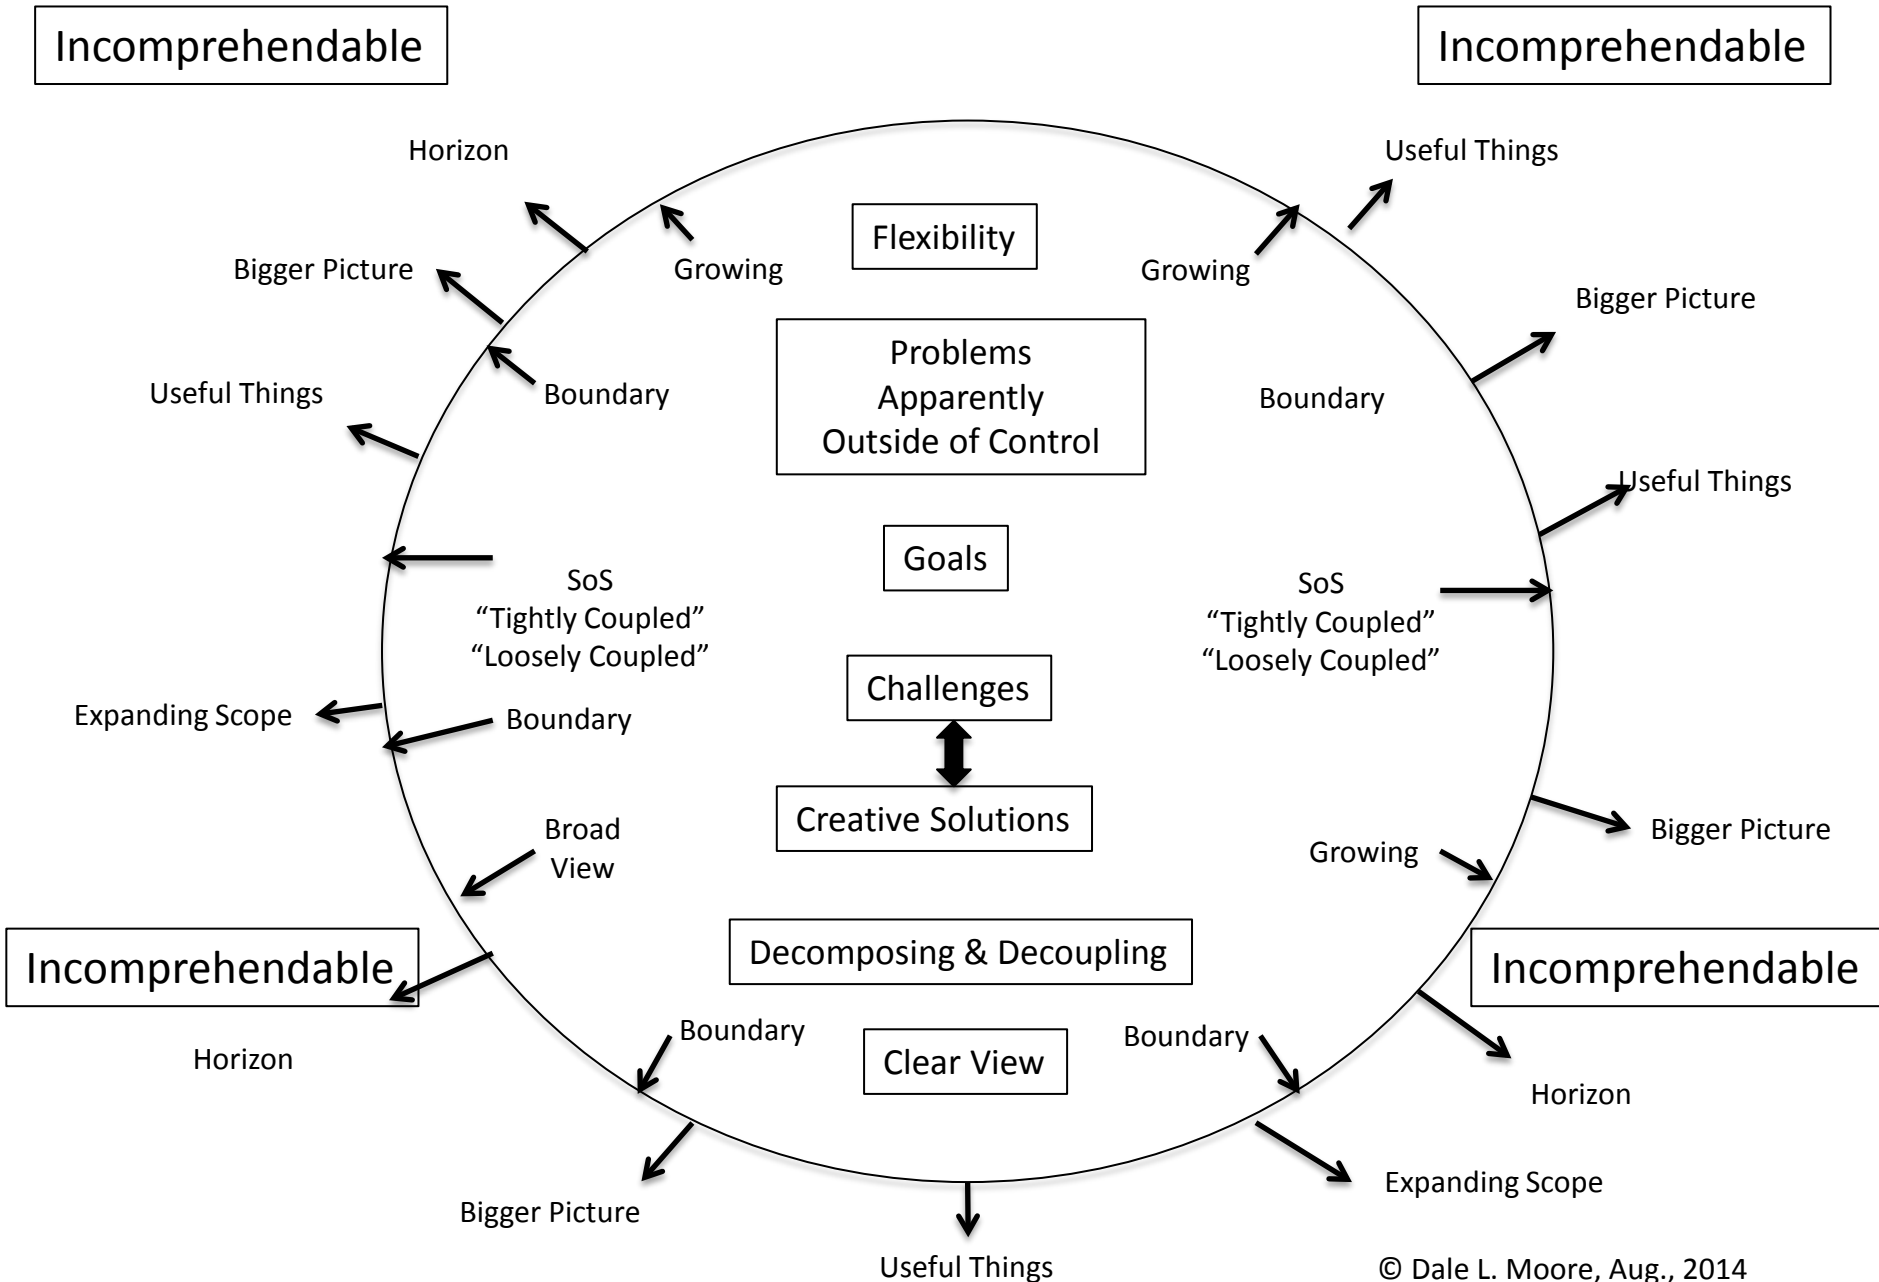 Incomprehendable
Incomprehendable
Horizon
Useful Things
Flexibility
Bigger Picture
Growing
Growing
Bigger Picture
Problems
Apparently
Outside of Control
Useful Things
Boundary
Boundary
Useful Things
Goals
SoS
“Tightly Coupled”
“Loosely Coupled”
SoS
“Tightly Coupled”
“Loosely Coupled”
Challenges
Expanding Scope
Boundary
Creative Solutions
Broad
View
Growing
Bigger Picture
Decomposing & Decoupling
Incomprehendable
Incomprehendable
Boundary
Boundary
Clear View
Horizon
Horizon
Expanding Scope
Bigger Picture
Useful Things
© Dale L. Moore, Aug., 2014